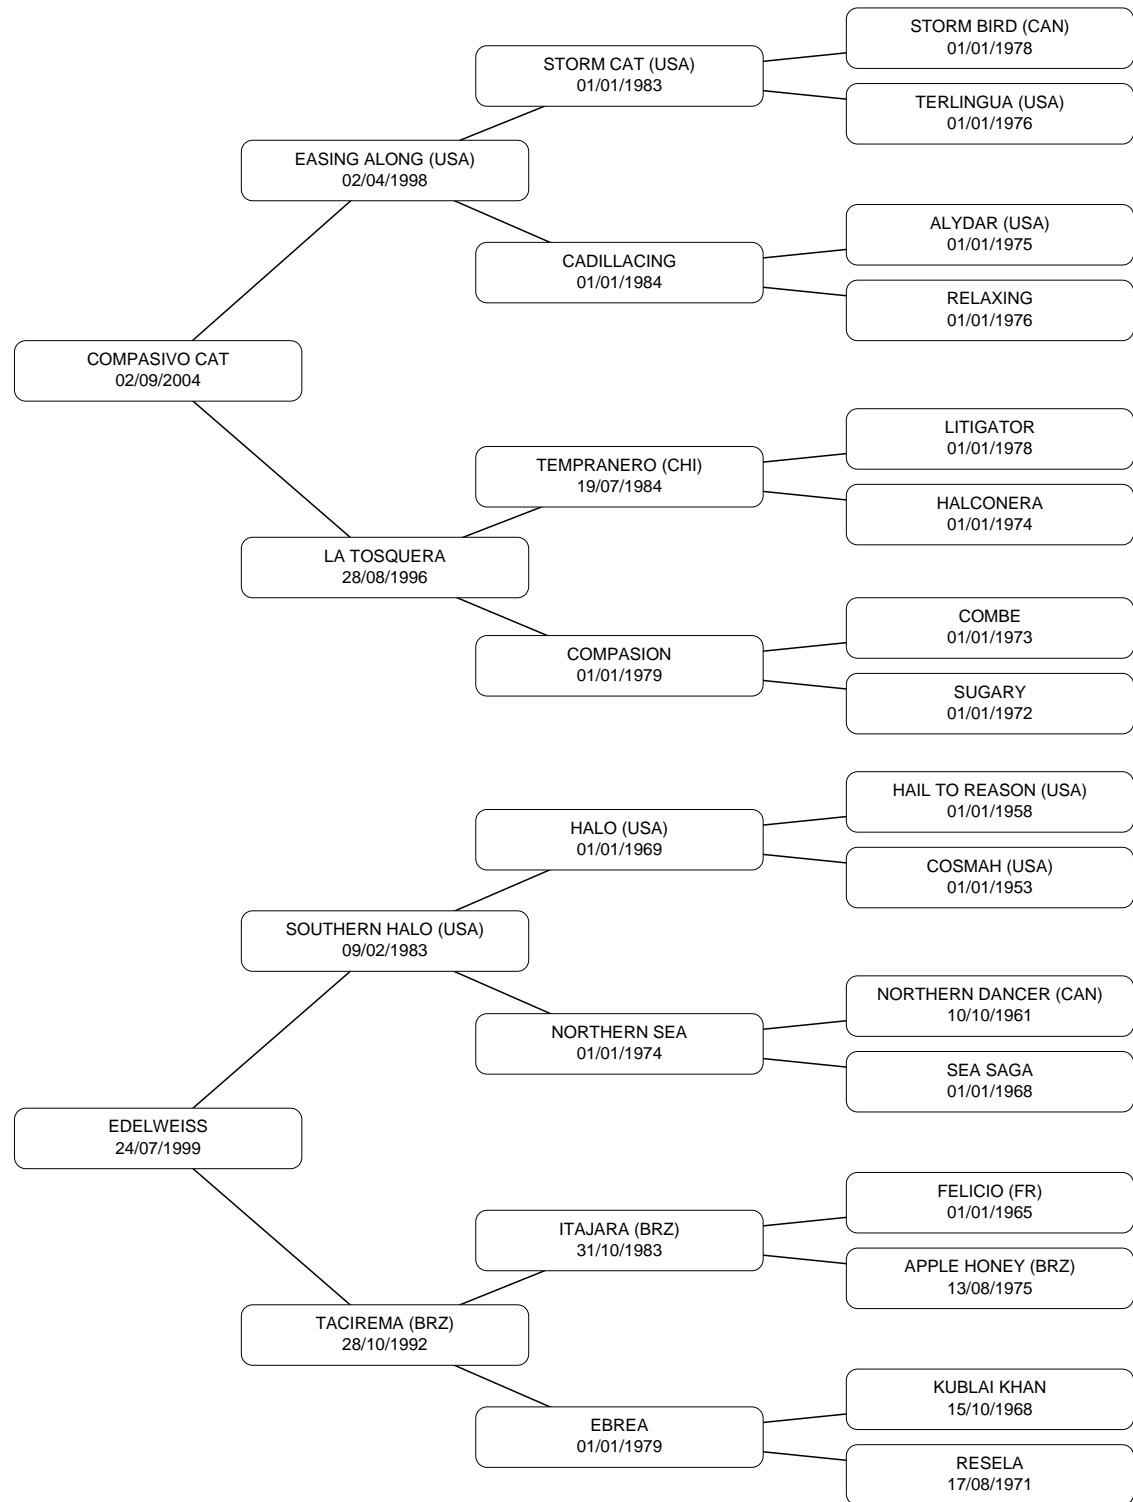 STORM BIRD (CAN)
01/01/1978
STORM CAT (USA)
01/01/1983
TERLINGUA (USA)
01/01/1976
EASING ALONG (USA)
02/04/1998
ALYDAR (USA)
01/01/1975
CADILLACING
01/01/1984
RELAXING
01/01/1976
COMPASIVO CAT
02/09/2004
LITIGATOR
01/01/1978
TEMPRANERO (CHI)
19/07/1984
HALCONERA
01/01/1974
LA TOSQUERA
28/08/1996
COMBE
01/01/1973
COMPASION
01/01/1979
SUGARY
01/01/1972
HAIL TO REASON (USA)
01/01/1958
HALO (USA)
01/01/1969
COSMAH (USA)
01/01/1953
SOUTHERN HALO (USA)
09/02/1983
NORTHERN DANCER (CAN)
10/10/1961
NORTHERN SEA
01/01/1974
SEA SAGA
01/01/1968
EDELWEISS
24/07/1999
FELICIO (FR)
01/01/1965
ITAJARA (BRZ)
31/10/1983
APPLE HONEY (BRZ)
13/08/1975
TACIREMA (BRZ)
28/10/1992
KUBLAI KHAN
15/10/1968
EBREA
01/01/1979
RESELA
17/08/1971